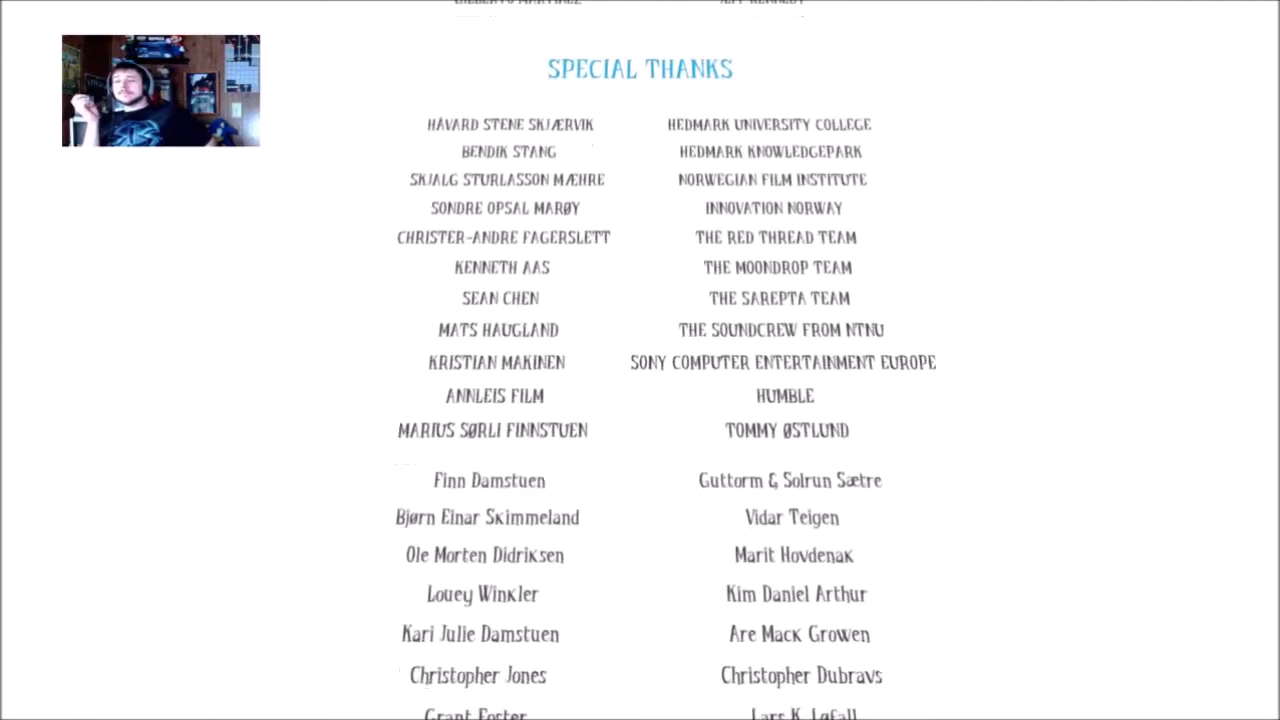 SPECIAL THANKS
HÅVARD STENE SKJÆRVIK HEDMARK UNIVERSITY COLLEGE
BENDIK STANG HEDMARK KNOWLEDGEPARK
SKJALG STURLASSON MÆHRE NORWEGIAN FILM INSTITUTE
SONDRE OPSAL MARØY INNOVATION NORWAY
CHRISTER-ANDRE FAGERSLETT THE RED THREAD TEAM
KENNETH AAS THE MOONDROP TEAM
SEAN CHEN THE SAREPTA TEAM
MATS HAUGLAND THE SOUNDCREW FROM NTNU
KRISTIAN MAKINEN SONY COMPUTER ENTERTAINMENT EUROPE
ANNLEIS FILM HUMBLE
MARIUS SØRLI FINNSTUEN TOMMY ØSTLUND
Finn Damstuen Guttorm & Solrun Sætre
Bjørn Einar Skimmeland Vidar Teigen
Ole Morten Didriksen Marit Hovdenak
Louey Winkler Kim Daniel Arthur
Kari Julie Damstuen Are Mack Growen
Christopher Jones Christopher Dubravs
Grant Foster Lars K. Løfall